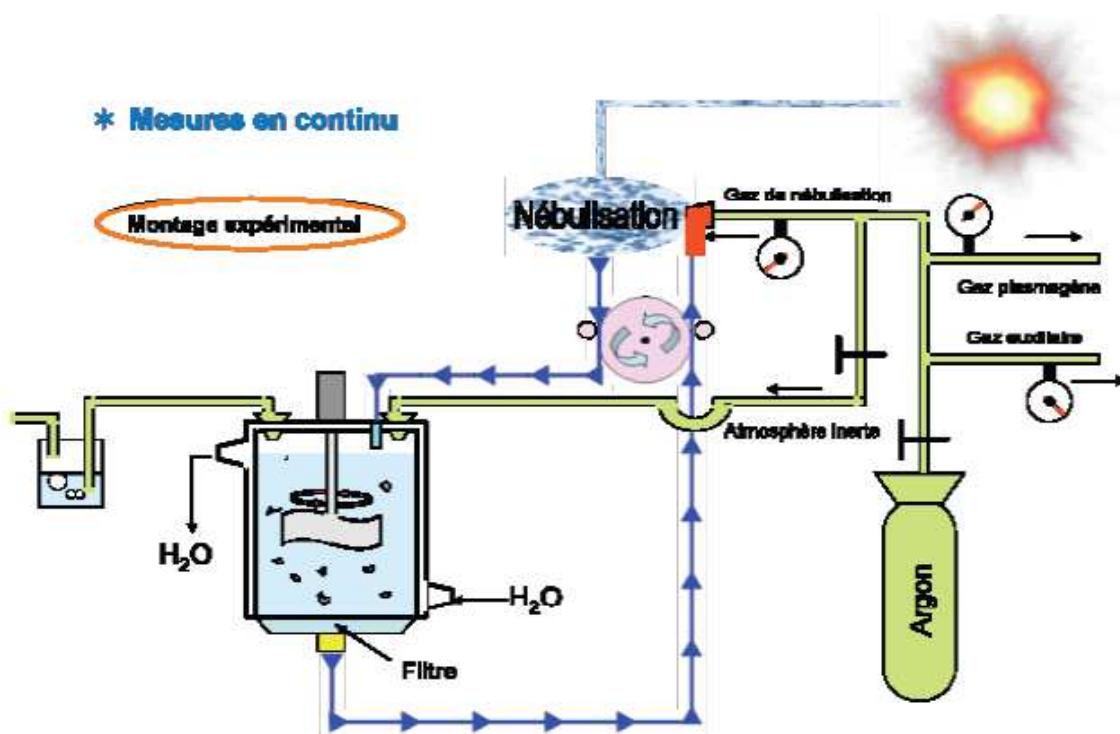 * Mesures en continu
Montage expérimental
Nébulisation
Gaz de nébulisation
Gaz plasmagène
Gaz auxiliaire
Atmosphère inerte
H₂O
H₂O
Filtre
Argon